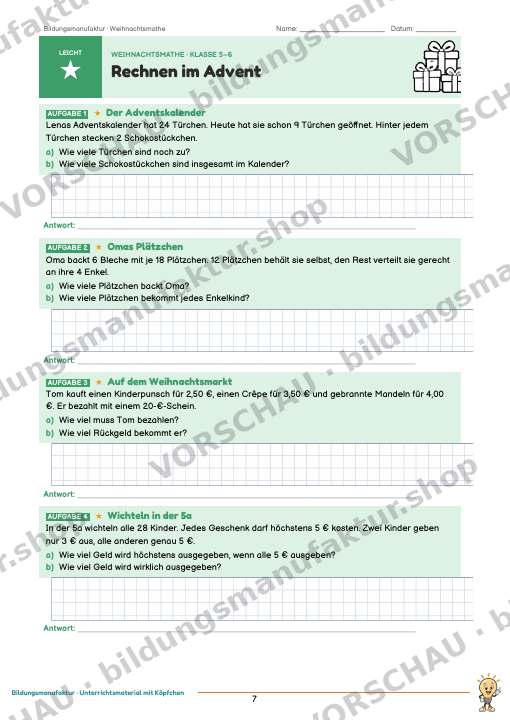 Bildungsmanufaktur · Weihnachtsmathe Name: Datum:
LEICHT
WEIHNACHTSMATHE · KLASSE 5–6
Rechnen im Advent
AUFGABE 1 ★ Der Adventskalender
Lenas Adventskalender hat 24 Türchen. Heute hat sie schon 9 Türchen geöffnet. Hinter jedem
Türchen stecken 2 Schokostückchen.
a) Wie viele Türchen sind noch zu?
b) Wie viele Schokostückchen sind insgesamt im Kalender?
Antwort:
AUFGABE 2 ★ Omas Plätzchen
Oma backt 6 Bleche mit je 18 Plätzchen. 12 Plätzchen behält sie selbst, den Rest verteilt sie gerecht
an ihre 4 Enkel.
a) Wie viele Plätzchen backt Oma?
b) Wie viele Plätzchen bekommt jedes Enkelkind?
Antwort:
AUFGABE 3 ★ Auf dem Weihnachtsmarkt
Tom kauft einen Kinderpunsch für 2,50 €, einen Crêpe für 3,50 € und gebrannte Mandeln für 4,00
€. Er bezahlt mit einem 20-€-Schein.
a) Wie viel muss Tom bezahlen?
b) Wie viel Rückgeld bekommt er?
Antwort:
AUFGABE 4 ★ Wichteln in der 5a
In der 5a wichteln alle 28 Kinder. Jedes Geschenk darf höchstens 5 € kosten. Zwei Kinder geben
nur 3 € aus, alle anderen genau 5 €.
a) Wie viel Geld wird höchstens ausgegeben, wenn alle 5 € ausgeben?
b) Wie viel Geld wird wirklich ausgegeben?
Antwort:
Bildungsmanufaktur · Unterrichtsmaterial mit Köpfchen
7
VORSCHAU · bildungsmanufaktur.shop